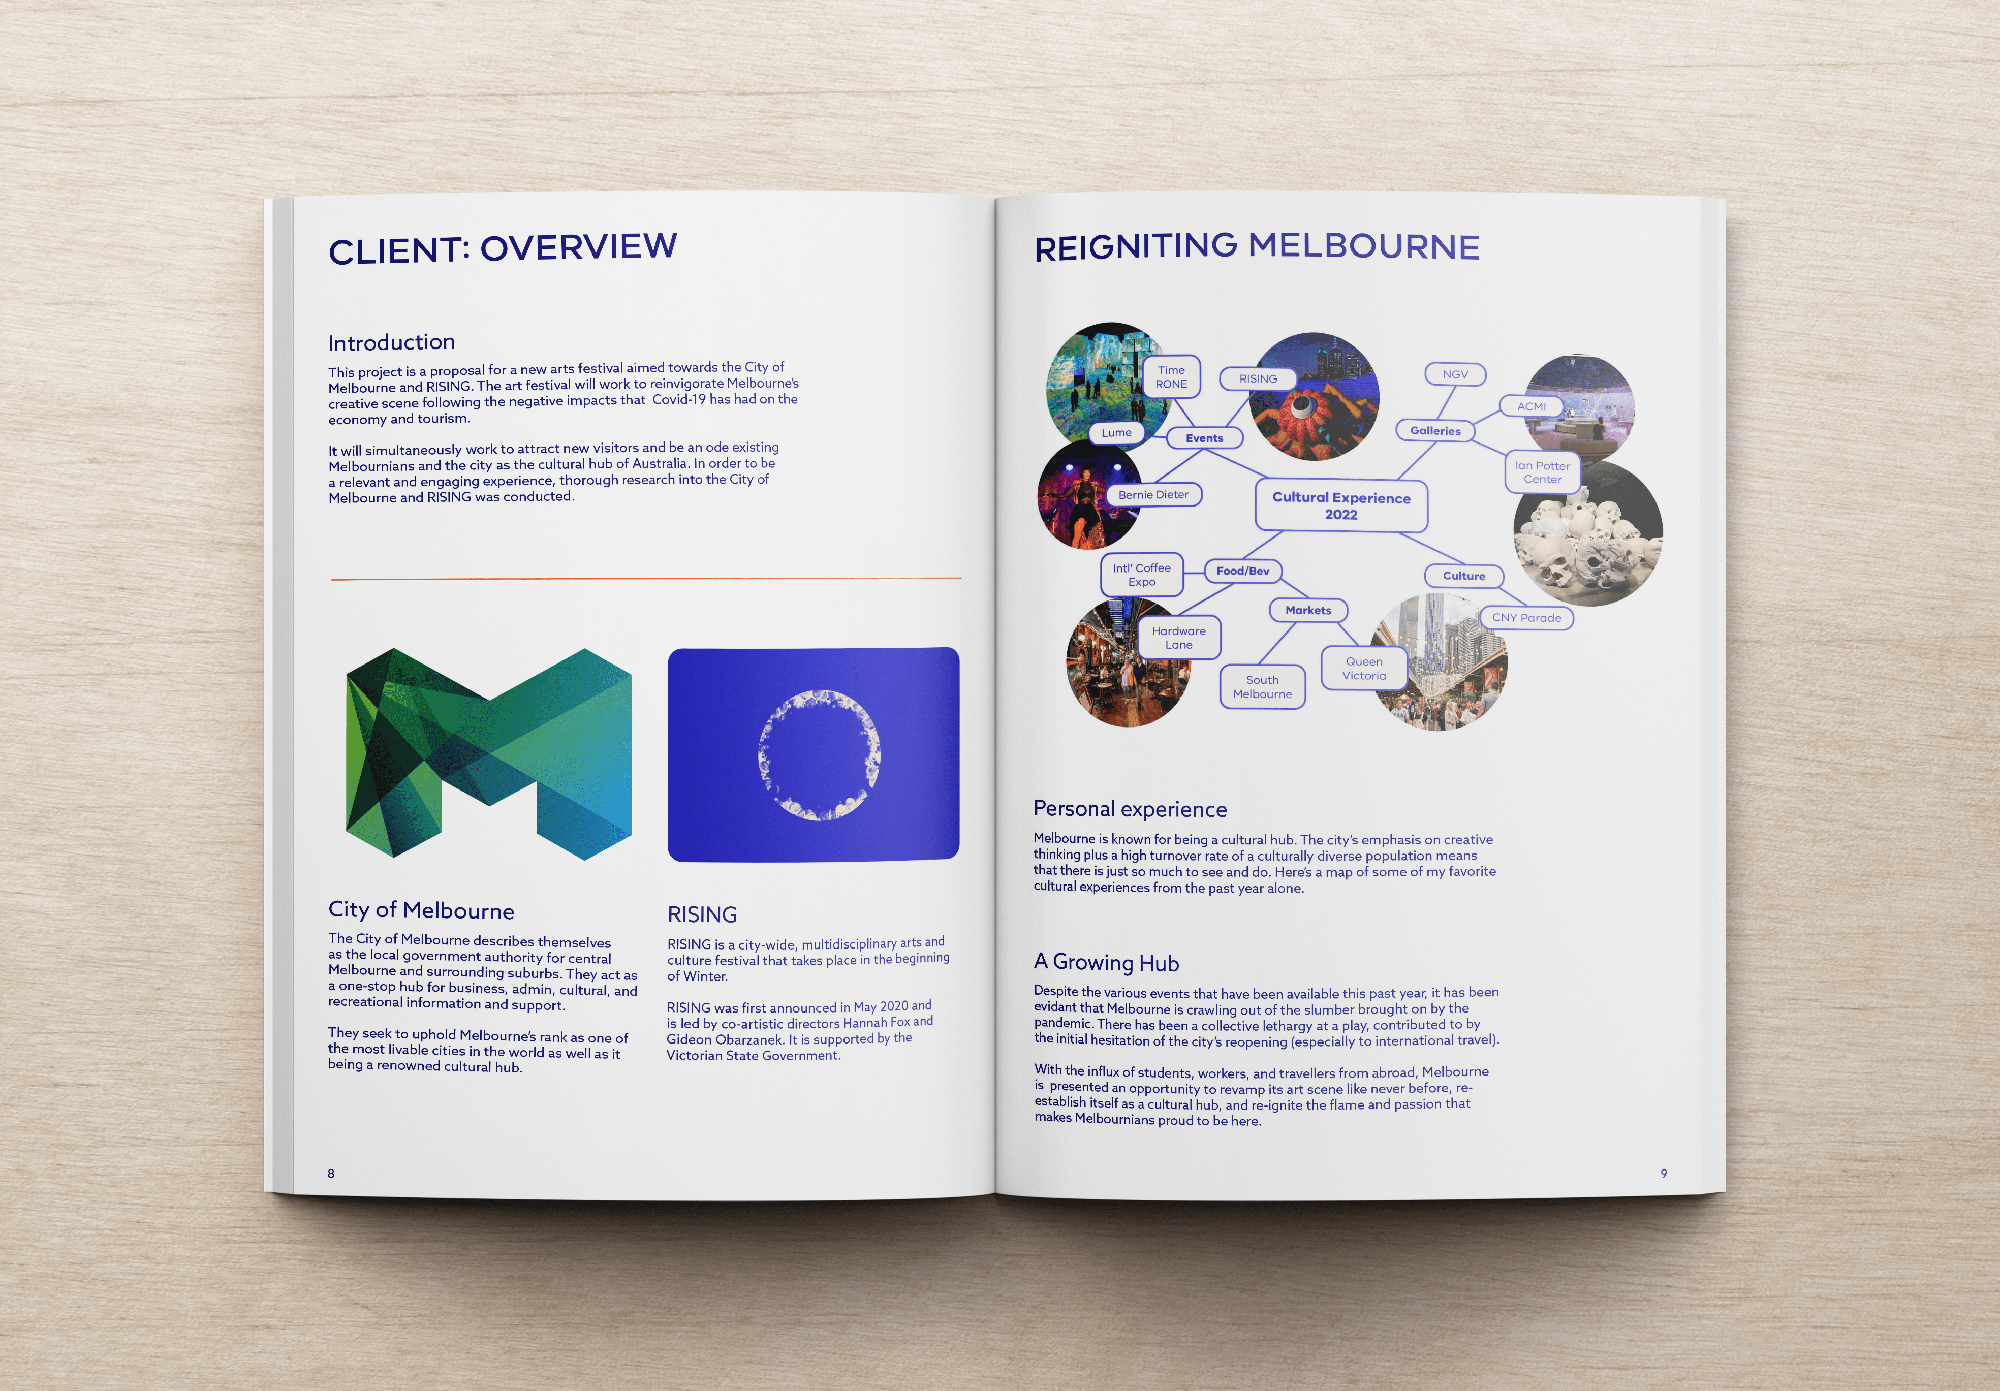 CLIENT: OVERVIEW
Introduction
This project is a proposal for a new arts festival aimed towards the City of
Melbourne and RISING. The art festival will work to reinvigorate Melbourne's
creative scene following the negative impacts that Covid-19 has had on the
economy and tourism.
It will simultaneously work to attract new visitors and be an ode existing
Melbournians and the city as the cultural hub of Australia. In order to be
a relevant and engaging experience, thorough research into the City of
Melbourne and RISING was conducted.
City of Melbourne
The City of Melbourne describes themselves
as the local government authority for central
Melbourne and surrounding suburbs. They act as
a one-stop hub for business, admin, cultural, and
recreational information and support.
They seek to uphold Melbourne's rank as one of
the most livable cities in the world as well as it
being a renowned cultural hub.
RISING
RISING is a city-wide, multidisciplinary arts and
culture festival that takes place in the beginning
of Winter.
RISING was first announced in May 2020 and
is led by co-artistic directors Hannah Fox and
Gideon Obarzanek. It is supported by the
Victorian State Government.
8
REIGNITING MELBOURNE
Time
RONE
RISING
Lume
Events
Bernie Dieter
NGV
ACMI
Galleries
Ian Potter
Center
Cultural Experience
2022
Intl' Coffee
Expo
Food/Bev
Culture
Markets
CNY Parade
Hardware
Lane
South
Melbourne
Queen
Victoria
Personal experience
Melbourne is known for being a cultural hub. The city's emphasis on creative
thinking plus a high turnover rate of a culturally diverse population means
that there is just so much to see and do. Here's a map of some of my favorite
cultural experiences from the past year alone.
A Growing Hub
Despite the various events that have been available this past year, it has been
evidant that Melbourne is crawling out of the slumber brought on by the
pandemic. There has been a collective lethargy at a play, contributed to by
the initial hesitation of the city's reopening (especially to international travel).
With the influx of students, workers, and travellers from abroad, Melbourne
is presented an opportunity to revamp its art scene like never before, re-
establish itself as a cultural hub, and re-ignite the flame and passion that
makes Melbournians proud to be here.
9